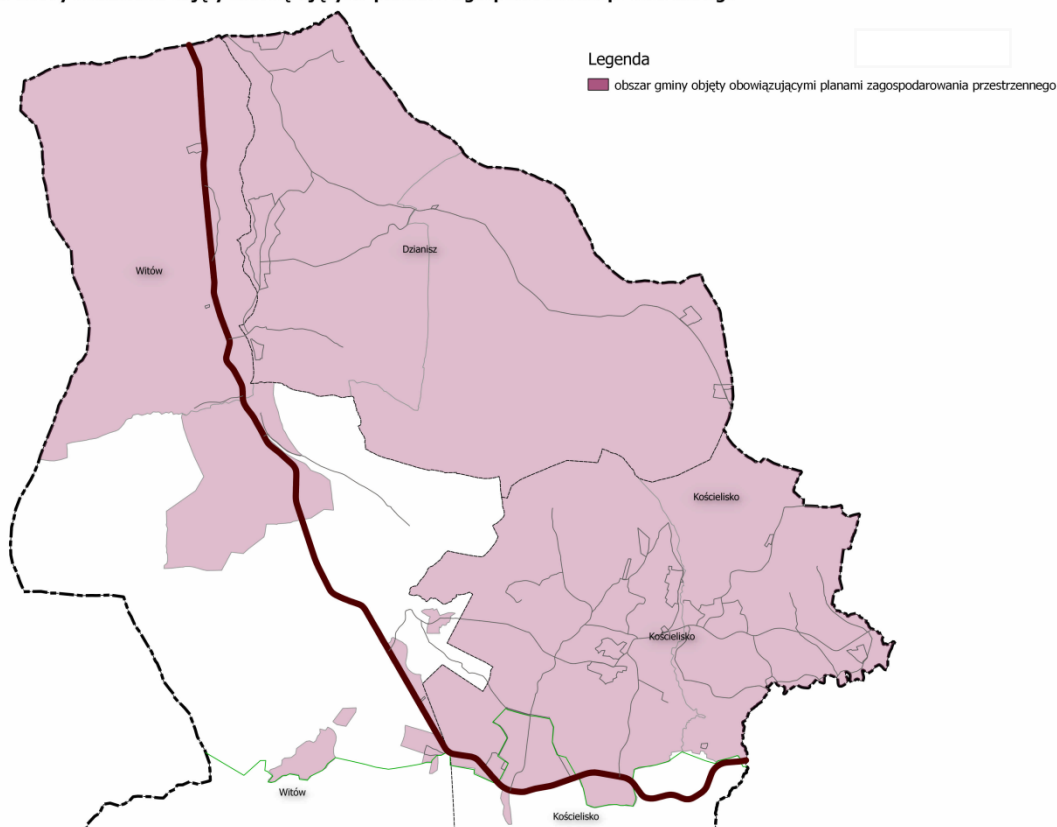 Legenda
obszar gminy objęty obowiązującymi planami zagospodarowania przestrzennego
Dzianisz
Witów
Kościelisko
Kościelisko
Witów
Kościelisko